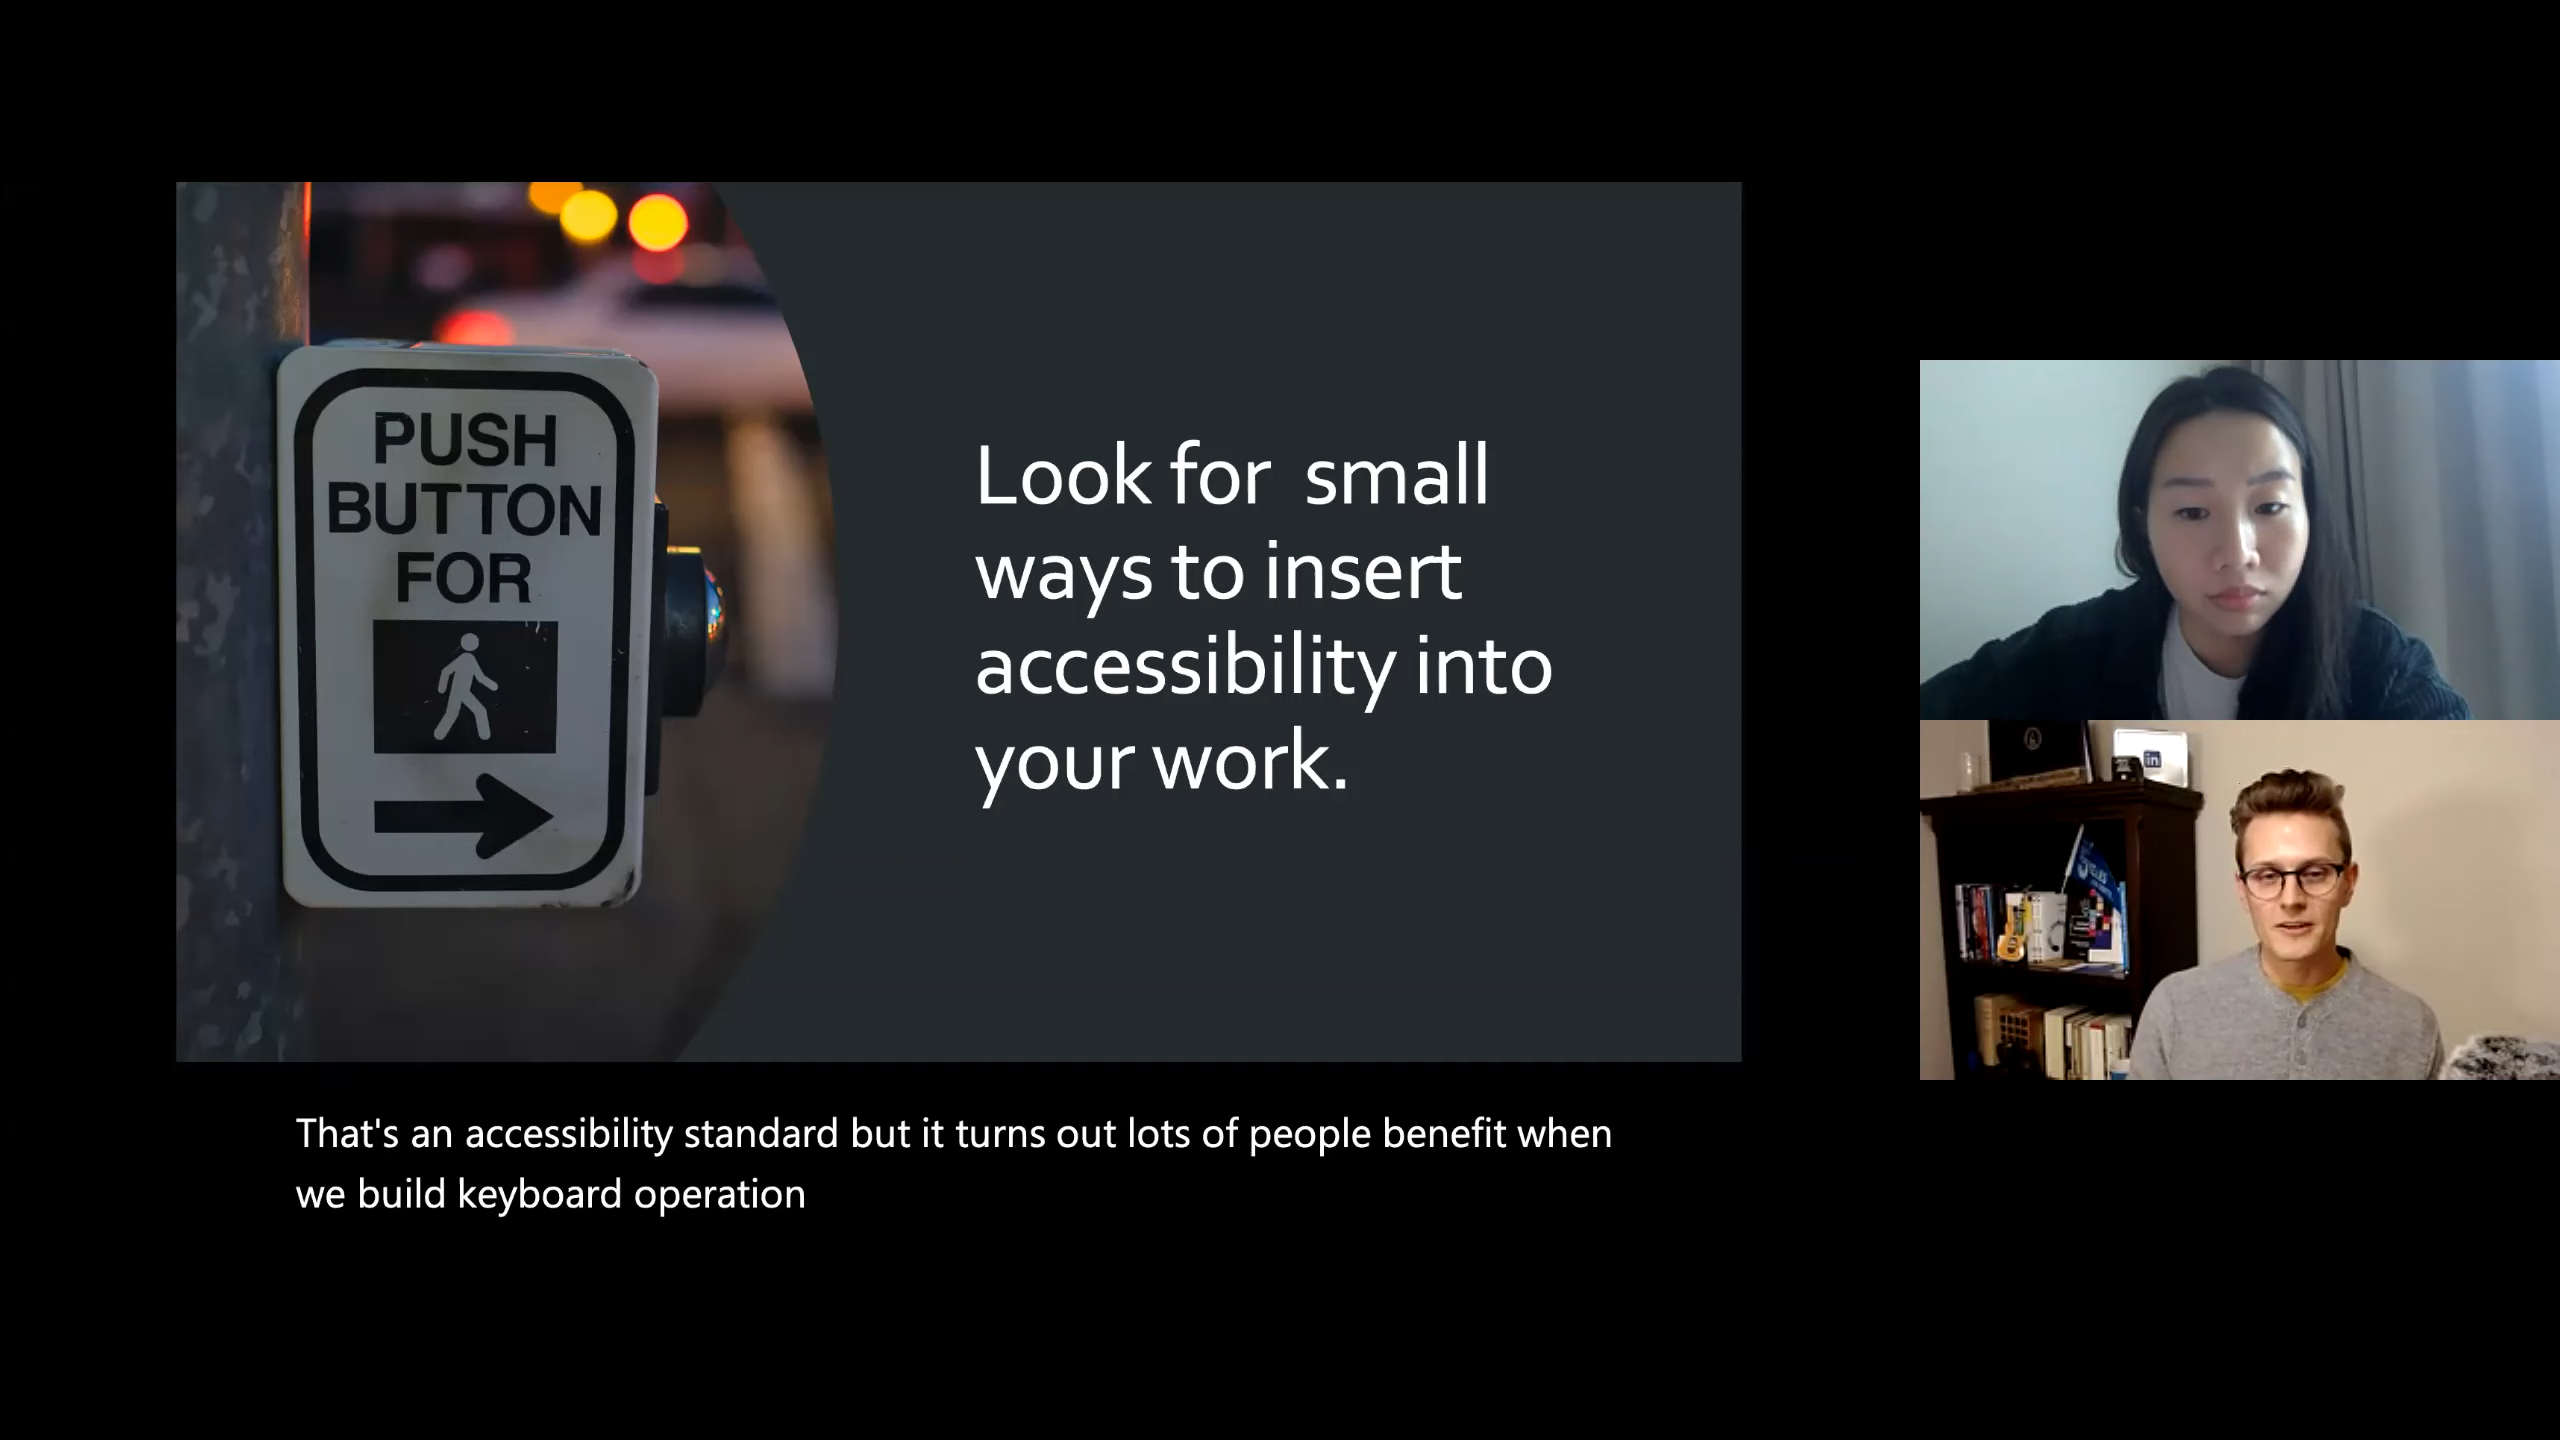 PUSH
BUTTON
FOR
Look for  small
ways to insert
accessibility into
your work.
in
That's an accessibility standard but it turns out lots of people benefit when
we build keyboard operation